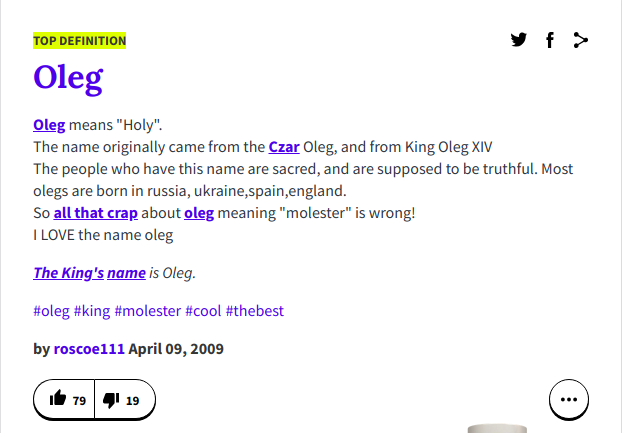 TOP DEFINITION
Oleg
Oleg means "Holy".
The name originally came from the Czar Oleg, and from King Oleg XIV
The people who have this name are sacred, and are supposed to be truthful. Most
olegs are born in russia, ukraine,spain,england.
So all that crap about oleg meaning "molester" is wrong!
I LOVE the name oleg
The King's name is Oleg.
#oleg #king #molester #cool #thebest
by roscoe111 April 09, 2009
79 19